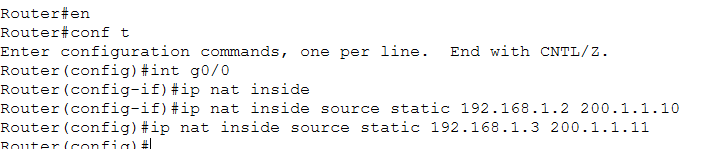 Router#en
Router#conf t
Enter configuration commands, one per line.  End with CNTL/Z.
Router(config)#int g0/0
Router(config-if)#ip nat inside
Router(config-if)#ip nat inside source static 192.168.1.2 200.1.1.10
Router(config)#ip nat inside source static 192.168.1.3 200.1.1.11
Router(config)#